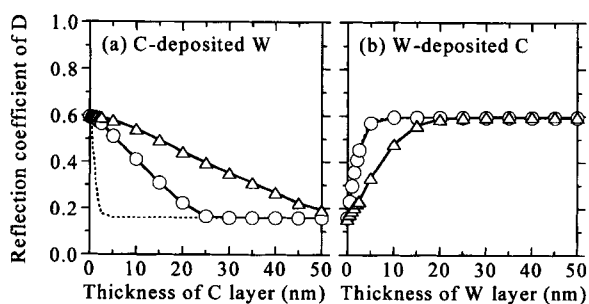 Reflection coefficient of D
1.0
0.8
0.6
0.4
0.2
0.0
(a) C-deposited W
(b) W-deposited C
0 10 20 30 40 50 0 10 20 30 40 50
Thickness of C layer (nm) Thickness of W layer (nm)